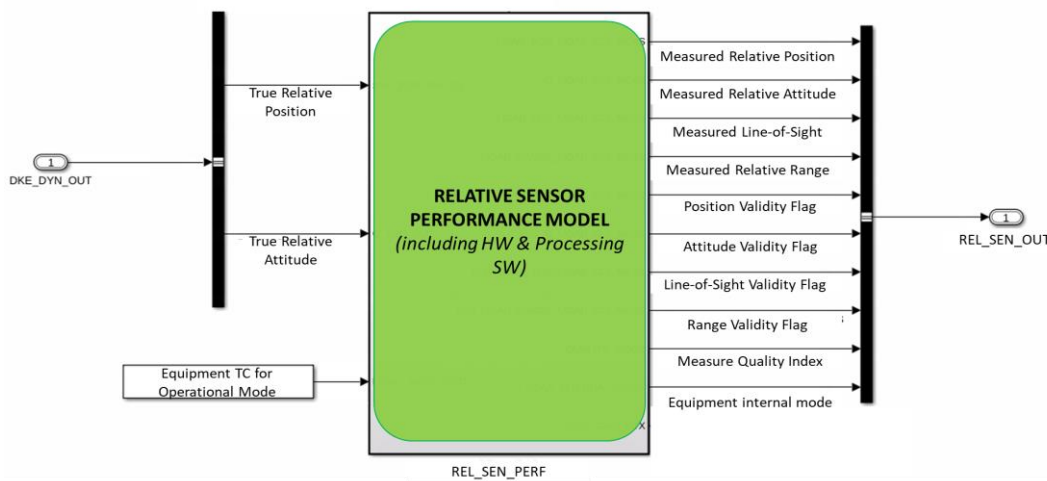 1
DKE_DYN_OUT
True Relative
Position
True Relative
Attitude
Equipment TC for
Operational Mode
RELATIVE SENSOR
PERFORMANCE MODEL
(including HW & Processing
SW)
REL_SEN_PERF
Measured Relative Position
Measured Relative Attitude
Measured Line-of-Sight
Measured Relative Range
Position Validity Flag
Attitude Validity Flag
Line-of-Sight Validity Flag
Range Validity Flag
Measure Quality Index
Equipment internal mode
1
REL_SEN_OUT